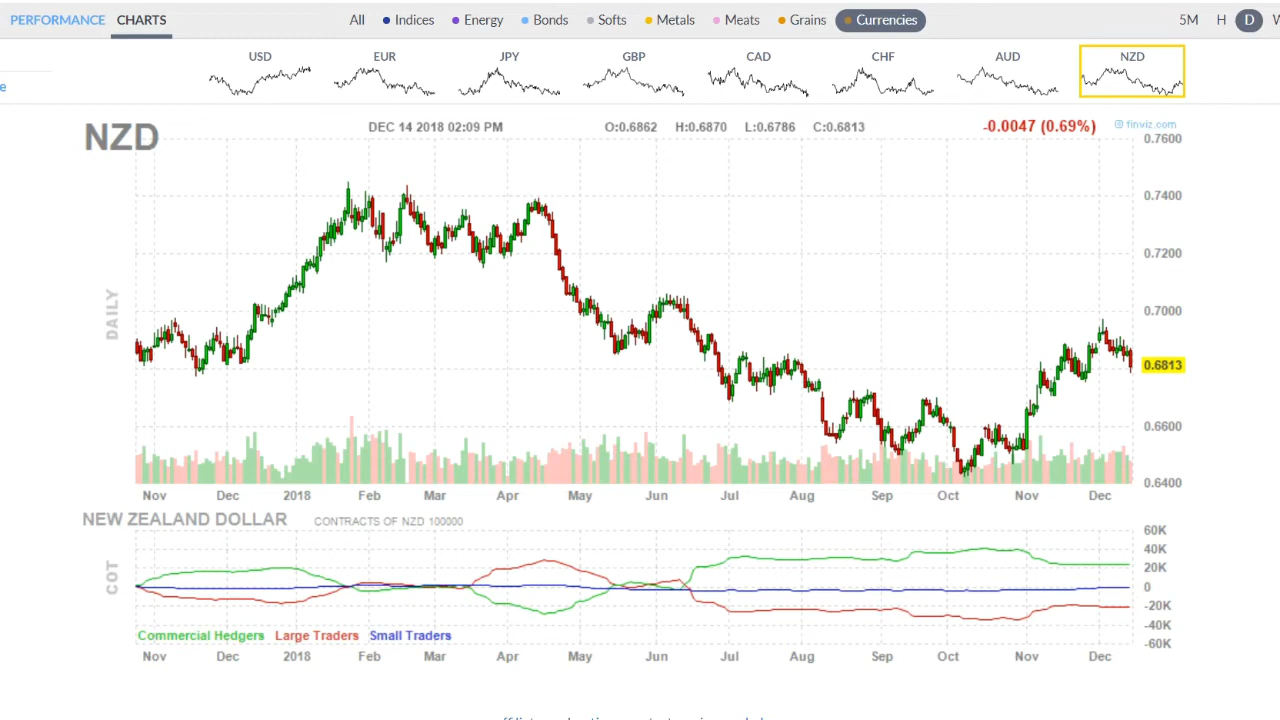 PERFORMANCE CHARTS All Indices Energy Bonds Softs Metals Meats Grains Currencies 5M H D
USD EUR JPY GBP CAD CHF AUD NZD
e
NZD DEC 14 2018 02:09 PM O:0.6862 H:0.6870 L:0.6786 C:0.6813 -0.0047 (0.69%) © finviz.com
0.7600
0.7400
0.7200
DAILY
0.7000
0.6813
0.6600
0.6400
Nov Dec 2018 Feb Mar Apr May Jun Jul Aug Sep Oct Nov Dec
NEW ZEALAND DOLLAR CONTRACTS OF NZD 100000
60K
40K
20K
COT
0
-20K
-40K
Commercial Hedgers Large Traders Small Traders
-60K
Nov Dec 2018 Feb Mar Apr May Jun Jul Aug Sep Oct Nov Dec